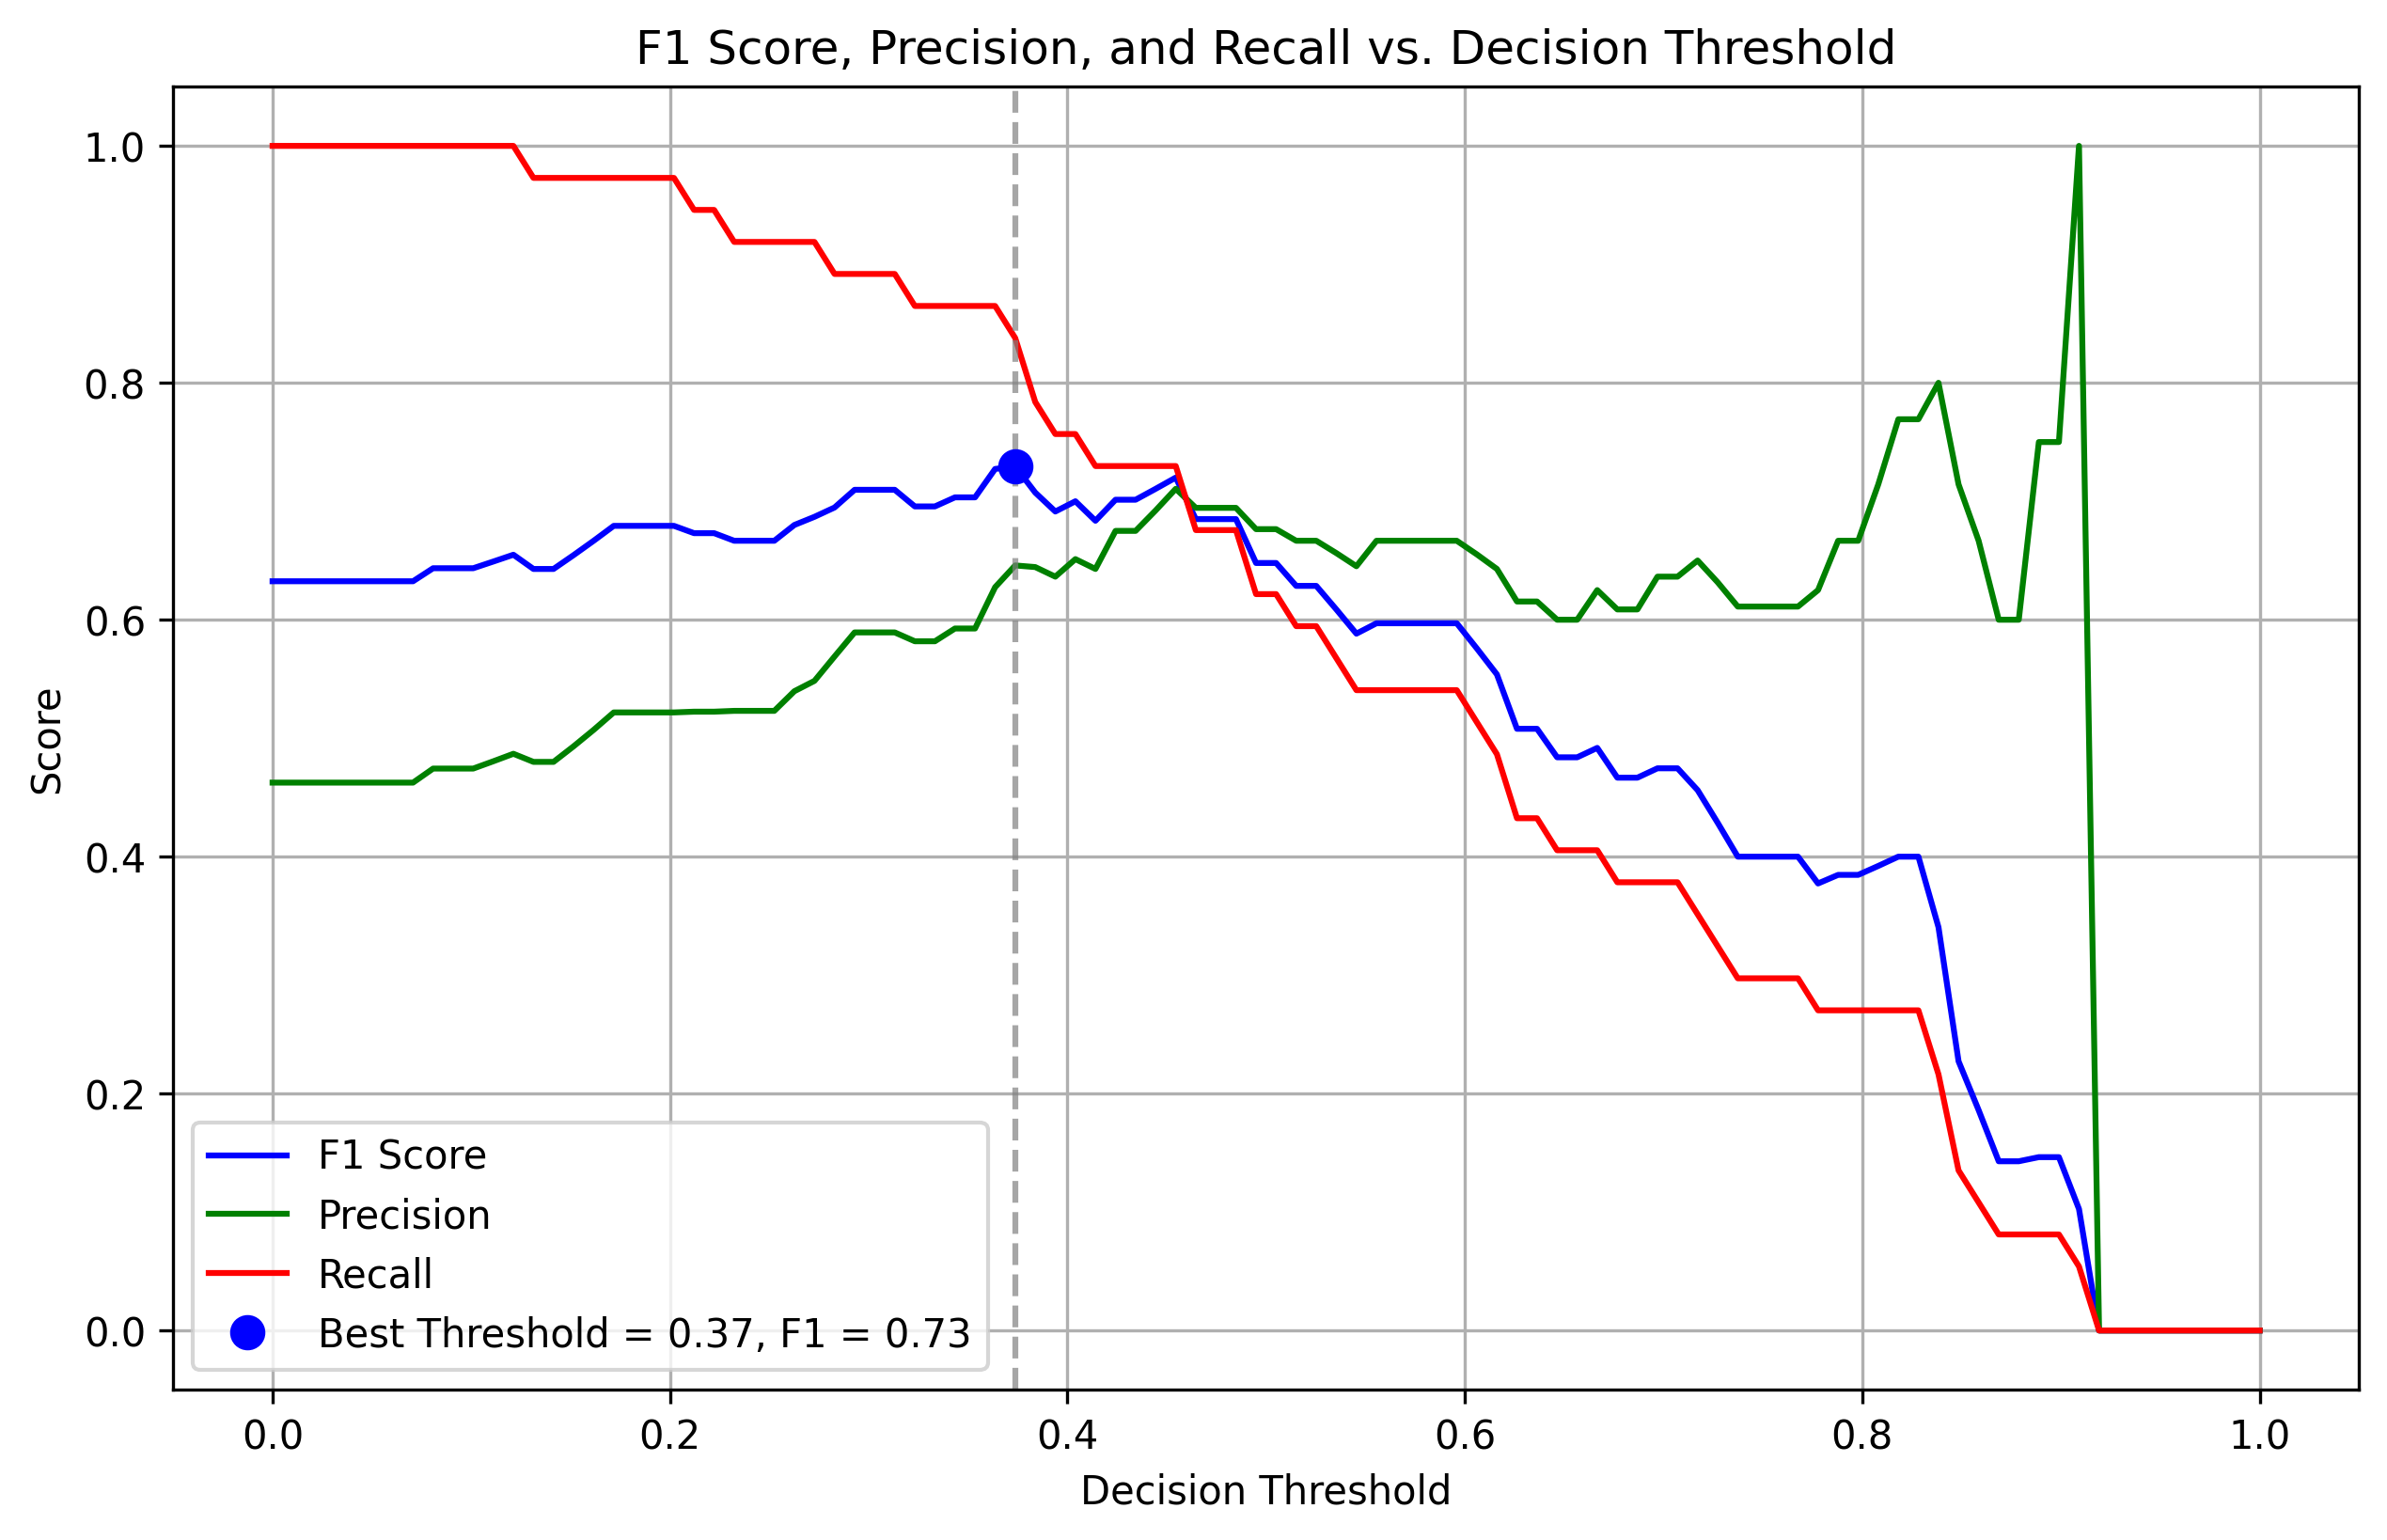 F1 Score, Precision, and Recall vs. Decision Threshold
1.0
0.8
0.6
0.4
0.2
0.0
Score
F1 Score
Precision
Recall
Best Threshold = 0.37, F1 = 0.73
0.0 0.2 0.4 0.6 0.8 1.0
Decision Threshold